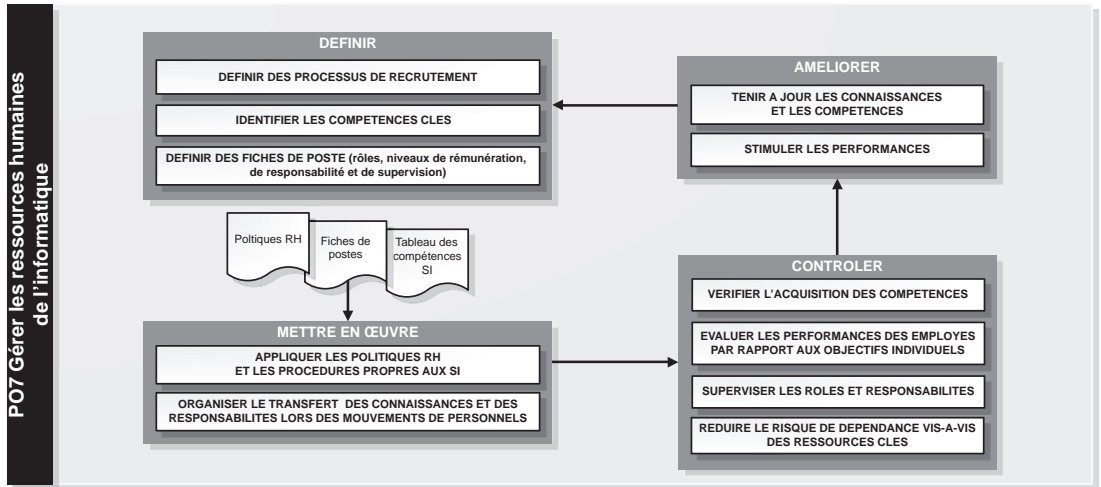 PO7 Gérer les ressources humaines
de l'informatique
DEFINIR
DEFINIR DES PROCESSUS DE RECRUTEMENT
IDENTIFIER LES COMPETENCES CLES
DEFINIR DES FICHES DE POSTE (rôles, niveaux de rémunération,
de responsabilité et de supervision)
Poltiques RH
Fiches de
postes
Tableau des
compétences
SI
METTRE EN ŒUVRE
APPLIQUER LES POLITIQUES RH
ET LES PROCEDURES PROPRES AUX SI
ORGANISER LE TRANSFERT DES CONNAISSANCES ET DES
RESPONSABILITES LORS DES MOUVEMENTS DE PERSONNELS
AMELIORER
TENIR A JOUR LES CONNAISSANCES
ET LES COMPETENCES
STIMULER LES PERFORMANCES
CONTROLER
VERIFIER L'ACQUISITION DES COMPETENCES
EVALUER LES PERFORMANCES DES EMPLOYES
PAR RAPPORT AUX OBJECTIFS INDIVIDUELS
SUPERVISER LES ROLES ET RESPONSABILITES
REDUIRE LE RISQUE DE DEPENDANCE VIS-A-VIS
DES RESSOURCES CLES